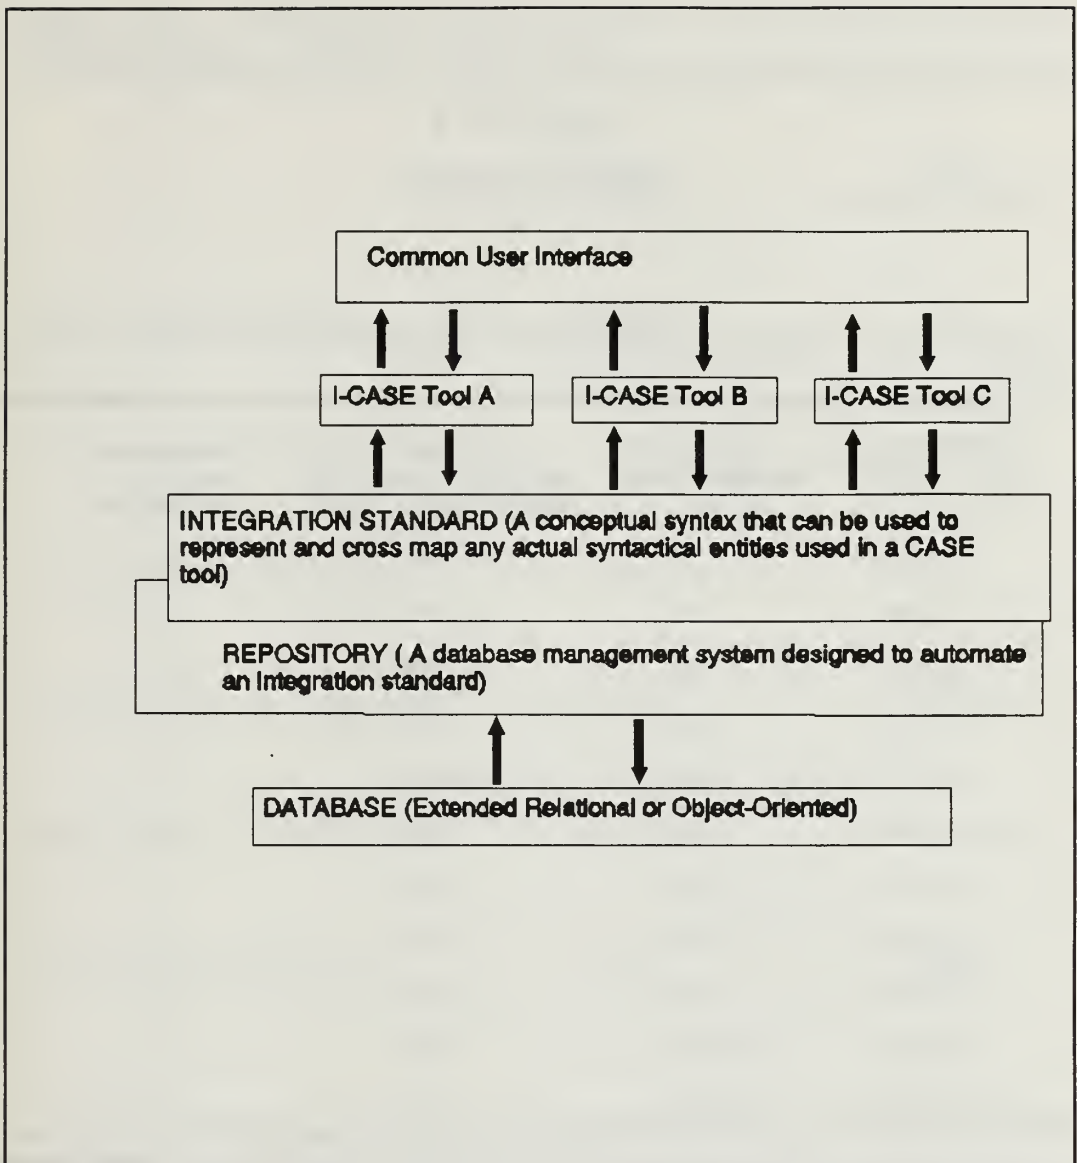 Common User Interface
I-CASE Tool A
I-CASE Tool B
I-CASE Tool C
INTEGRATION STANDARD (A conceptual syntax that can be used to
represent and cross map any actual syntactical entities used in a CASE
tool)
REPOSITORY ( A database management system designed to automate
an Integration standard)
DATABASE (Extended Relational or Object-Oriented)